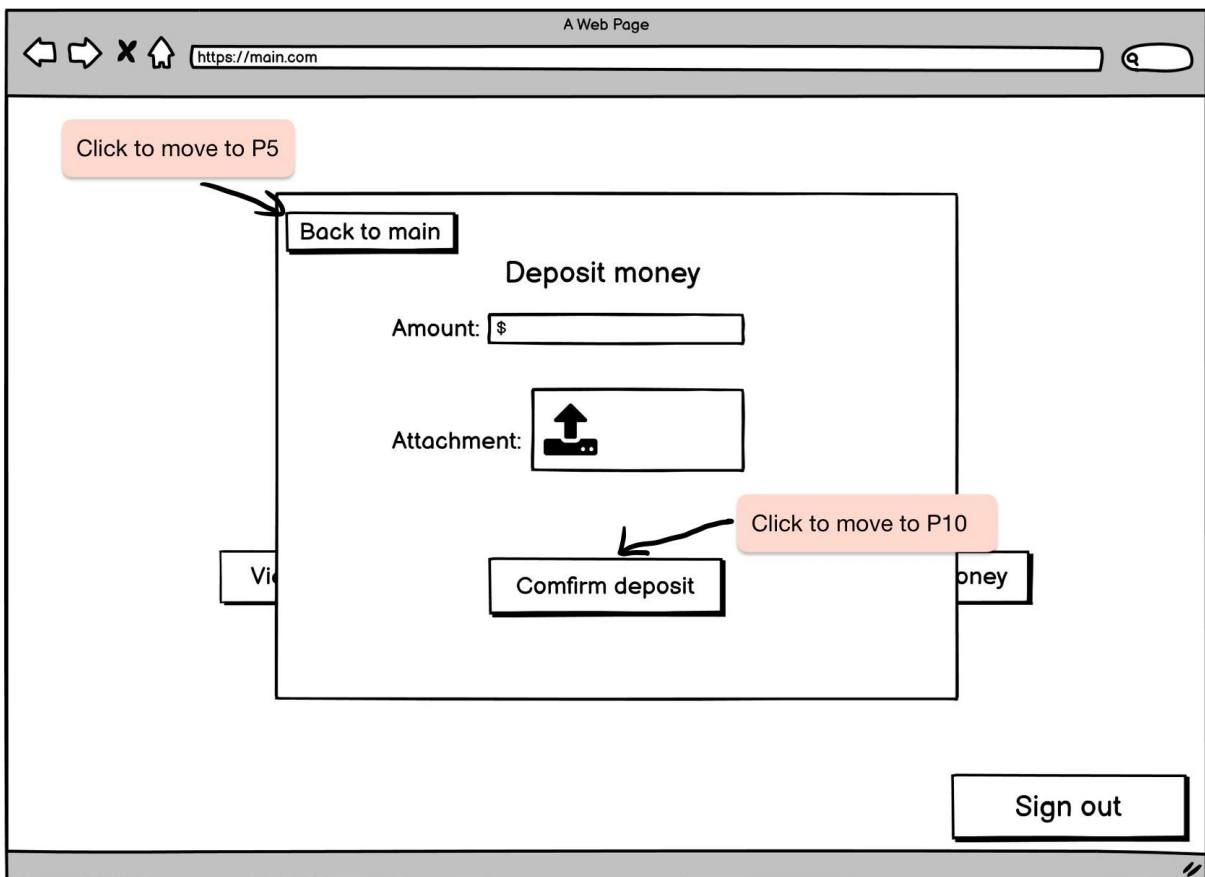 A Web Page
https://main.com
Click to move to P5
Back to main
Deposit money
Amount: $
Attachment:
Click to move to P10
Vi
Comfirm deposit
oney
Sign out